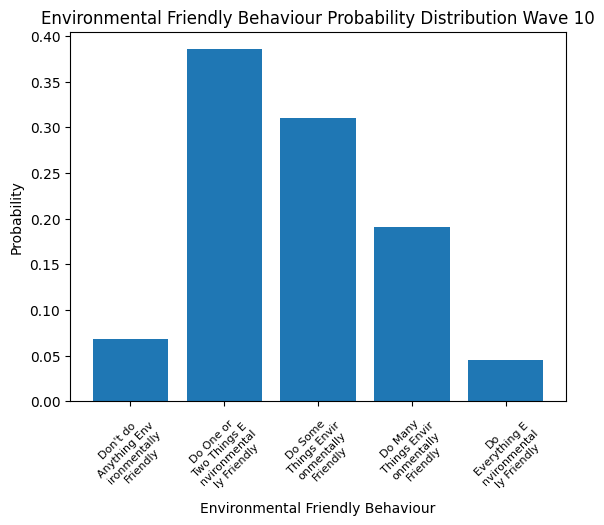 Environmental Friendly Behaviour Probability Distribution Wave 10
0.40
0.35
0.30
0.25
0.20
0.15
0.10
0.05
0.00
Probability
Don't do
Anything Env
ironmentally
Friendly
Do One or
Two Things E
nvironmental
ly Friendly
Do Some
Things Envir
onmentally
Friendly
Do Many
Things Envir
onmentally
Friendly
Do
Everything E
nvironmental
ly Friendly
Environmental Friendly Behaviour